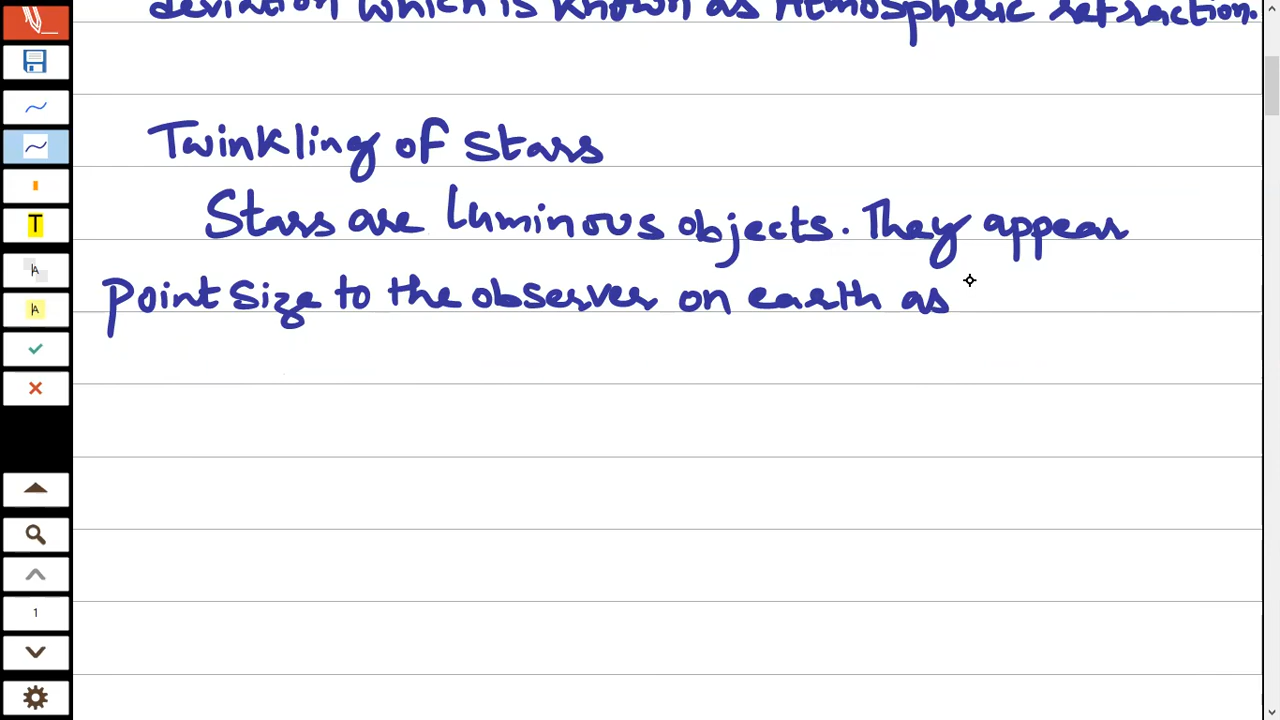 deviation which is known as Atmospheric refraction.
Twinkling of Stars
Stars are Luminous objects. They appear
point size to the observer on earth as
T
A
A
1